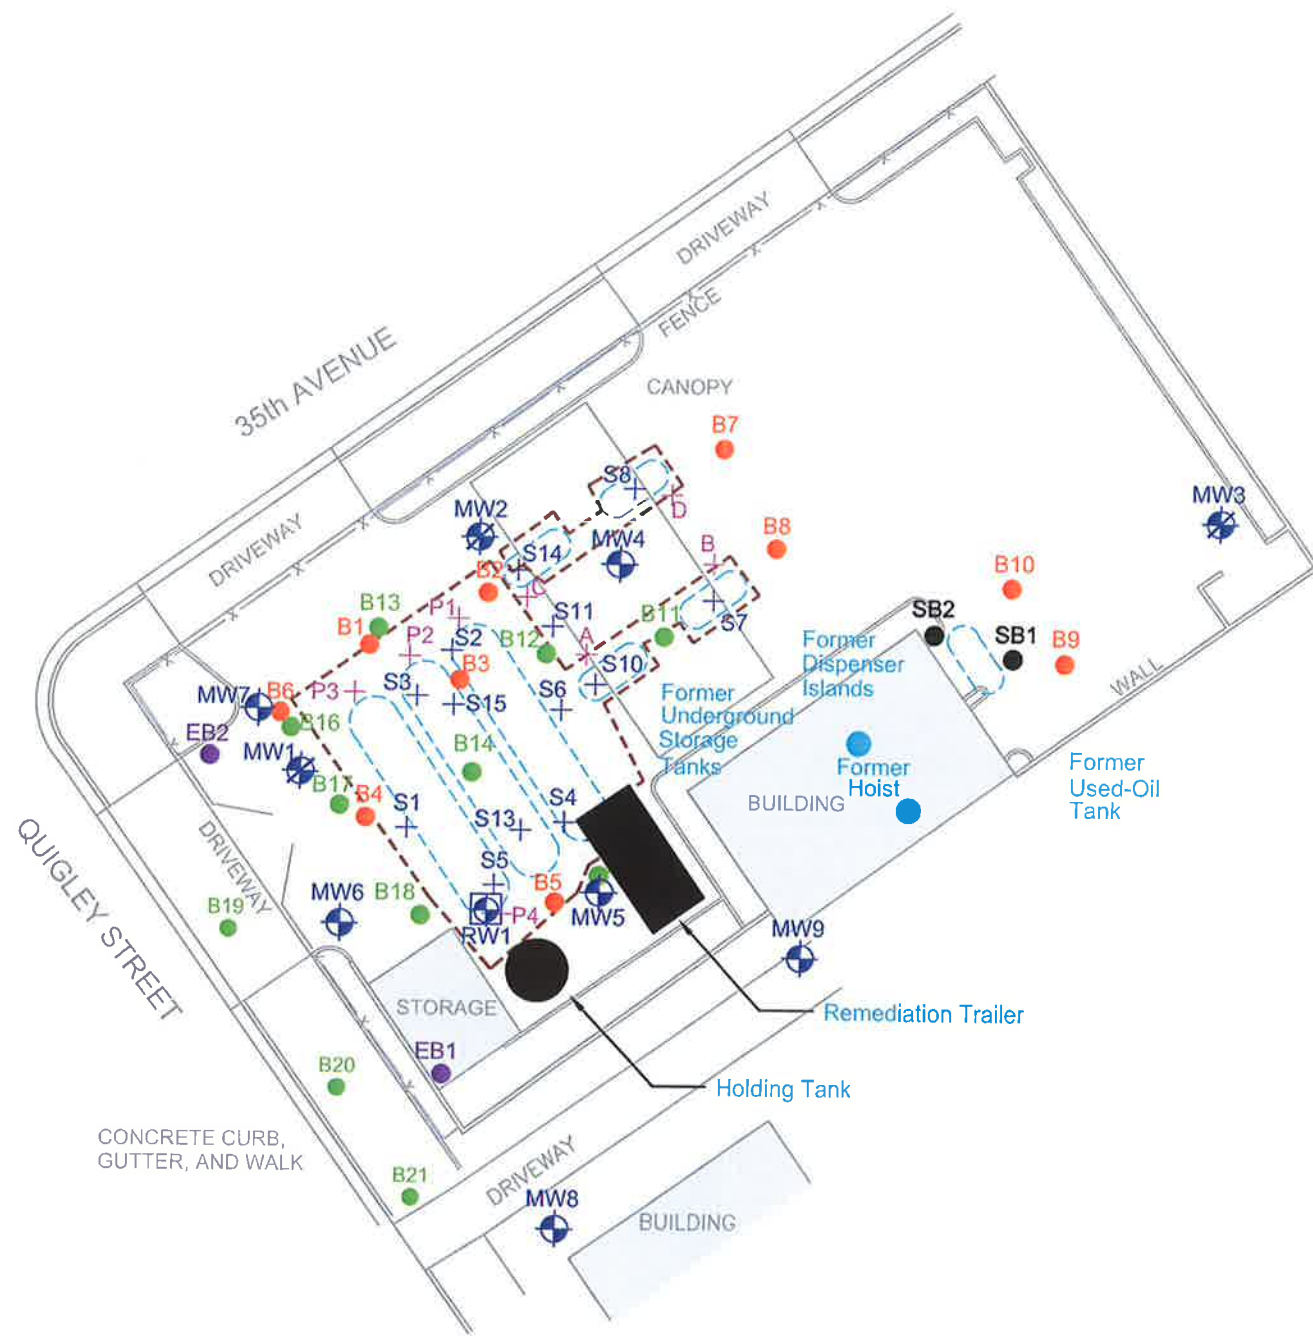 35th AVENUE
DRIVEWAY
FENCE
CANOPY
B7
S8
D
MW2
MW4
MW3
DRIVEWAY
S14
B2
C
B
B8
B10
B13
B1
P1
P2
S2
S11
B12
A
B11
S7
SB2
SB1
B9
Former
Dispenser
Islands
WALL
MW7
B6
P3
S3
B3
S15
S6
S10
Former
Underground
Storage
Tanks
EB2
B16
MW1
B17
B4
B14
S1
S13
S4
Former
Hoist
BUILDING
Former
Used-Oil
Tank
QUIGLEY STREET
DRIVEWAY
B19
MW6
B18
S5
RW1
P4
B5
MW5
MW9
STORAGE
EB1
Remediation Trailer
Holding Tank
B20
CONCRETE CURB,
GUTTER, AND WALK
B21
DRIVEWAY
MW8
BUILDING